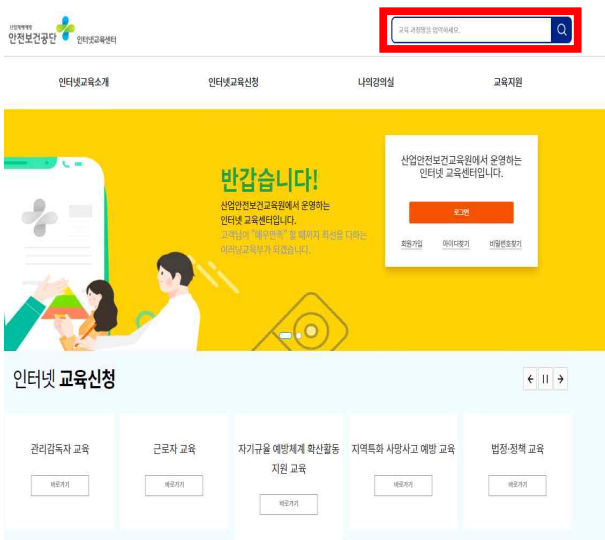 산업재해예방
안전보건공단 인터넷교육센터
교육 과정명을 입력하세요.
인터넷교육소개 인터넷교육신청 나의강의실 교육지원
반갑습니다!
산업안전보건교육원에서 운영하는
인터넷 교육센터입니다.
고객님이 "매우만족" 할 때까지 최선을 다하는
이러닝교육부가 되겠습니다.
산업안전보건교육원에서 운영하는
인터넷 교육센터입니다.
로그인
회원가입 아이디찾기 비밀번호찾기
인터넷 교육신청
관리감독자 교육 근로자 교육 자기규율 예방체계 확산활동 지역특화 사망사고 예방 교육 법정·정책 교육
지원 교육
바로가기 바로가기 바로가기 바로가기
바로가기